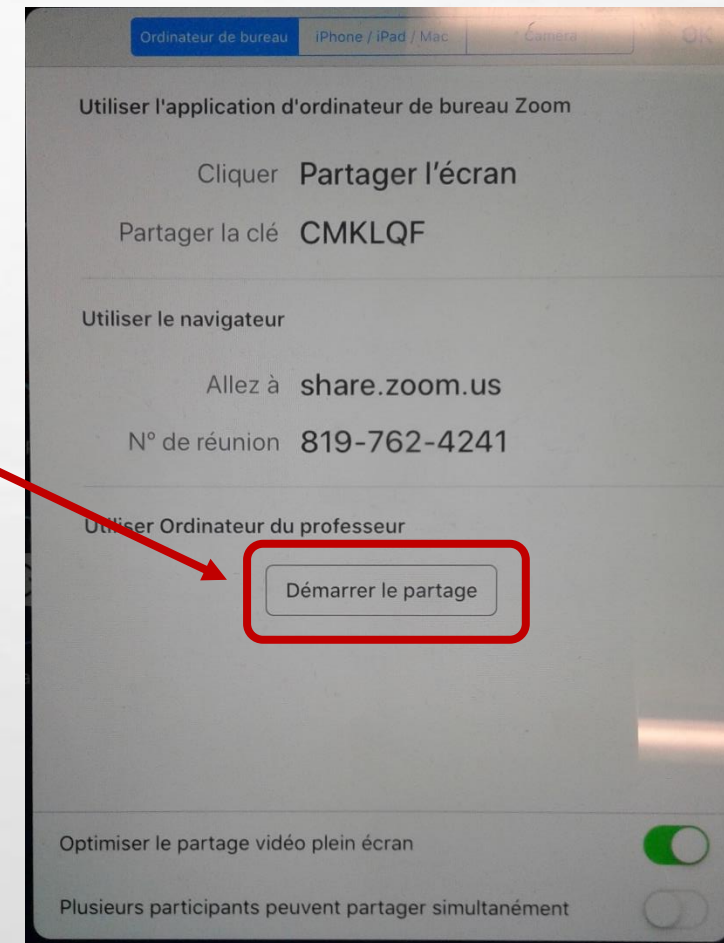 Ordinateur de bureau iPhone / iPad / Mac Caméra OK
Utiliser l'application d'ordinateur de bureau Zoom
Cliquer Partager l'écran
Partager la clé CMKLQF
Utiliser le navigateur
Allez à share.zoom.us
N° de réunion 819-762-4241
Utiliser Ordinateur du professeur
Démarrer le partage
Optimiser le partage vidéo plein écran
Plusieurs participants peuvent partager simultanément